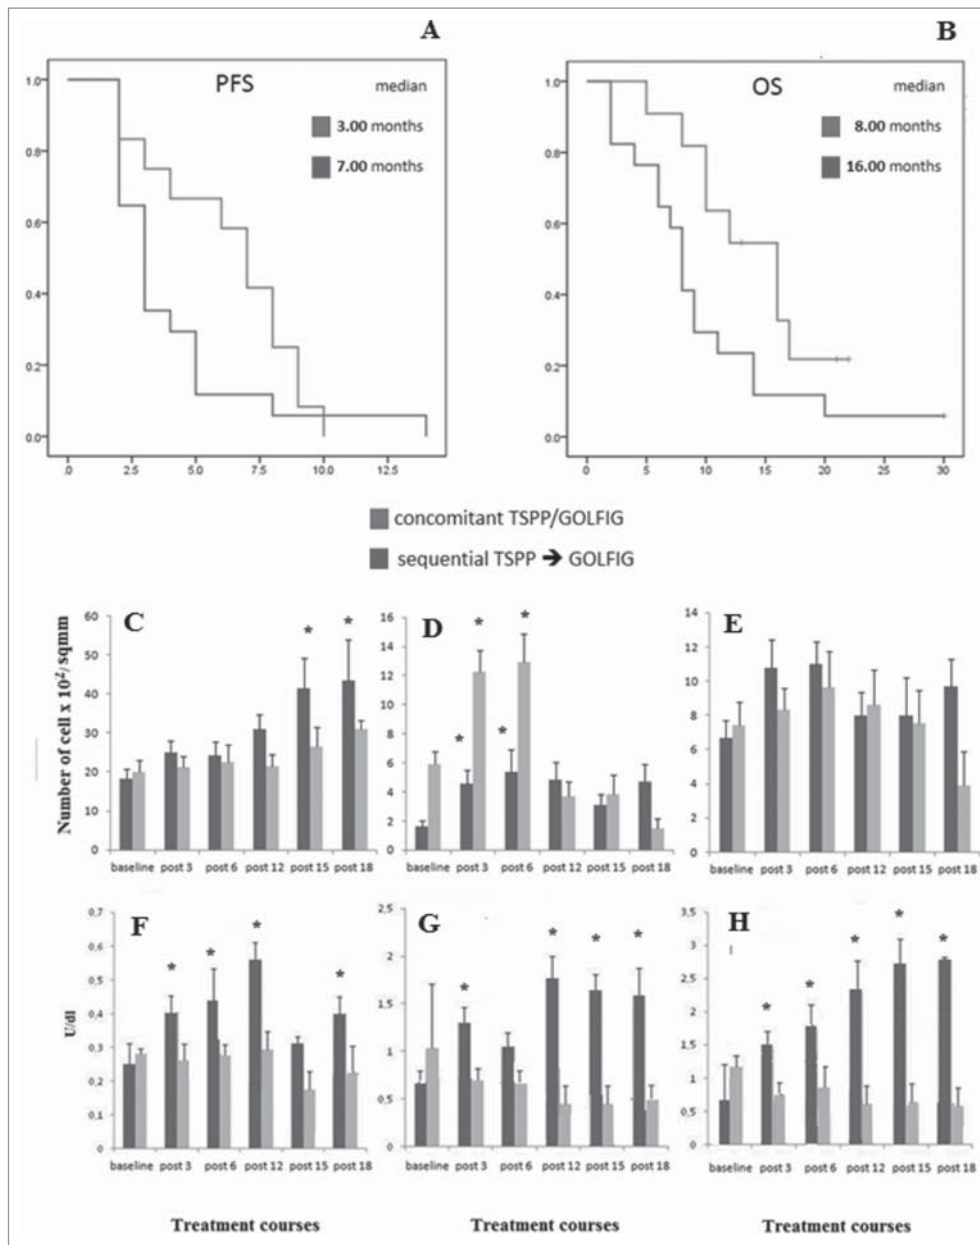 A
B
PFS
median
3.00 months
7.00 months
1.0
0.8
0.6
0.4
0.2
0.0
.0
2.5
5.0
7.5
10.0
12.5
OS
median
8.00 months
16.00 months
1.0
0.8
0.6
0.4
0.2
0.0
0
5
10
15
20
25
30
concomitant TSPP/GOLFIG
sequential TSPP ➔ GOLFIG
Number of cell x 10²/ sqmm
C
60
50
40
30
20
10
0
* *
baseline post 3 post 6 post 12 post 15 post 18
D
16
14
12
10
8
6
4
2
0
* *
* *
baseline post 3 post 6 post 12 post 15 post 18
E
14
12
10
8
6
4
2
0
baseline post 3 post 6 post 12 post 15 post 18
U/dl
F
0,7
0,6
0,5
0,4
0,3
0,2
0,1
0
* * * *
baseline post 3 post 6 post 12 post 15 post 18
Treatment courses
G
2,5
2
1,5
1
0,5
0
* * * *
baseline post 3 post 6 post 12 post 15 post 18
Treatment courses
H
3,5
3
2,5
2
1,5
1
0,5
0
* * * * *
baseline post 3 post 6 post 12 post 15 post 18
Treatment courses